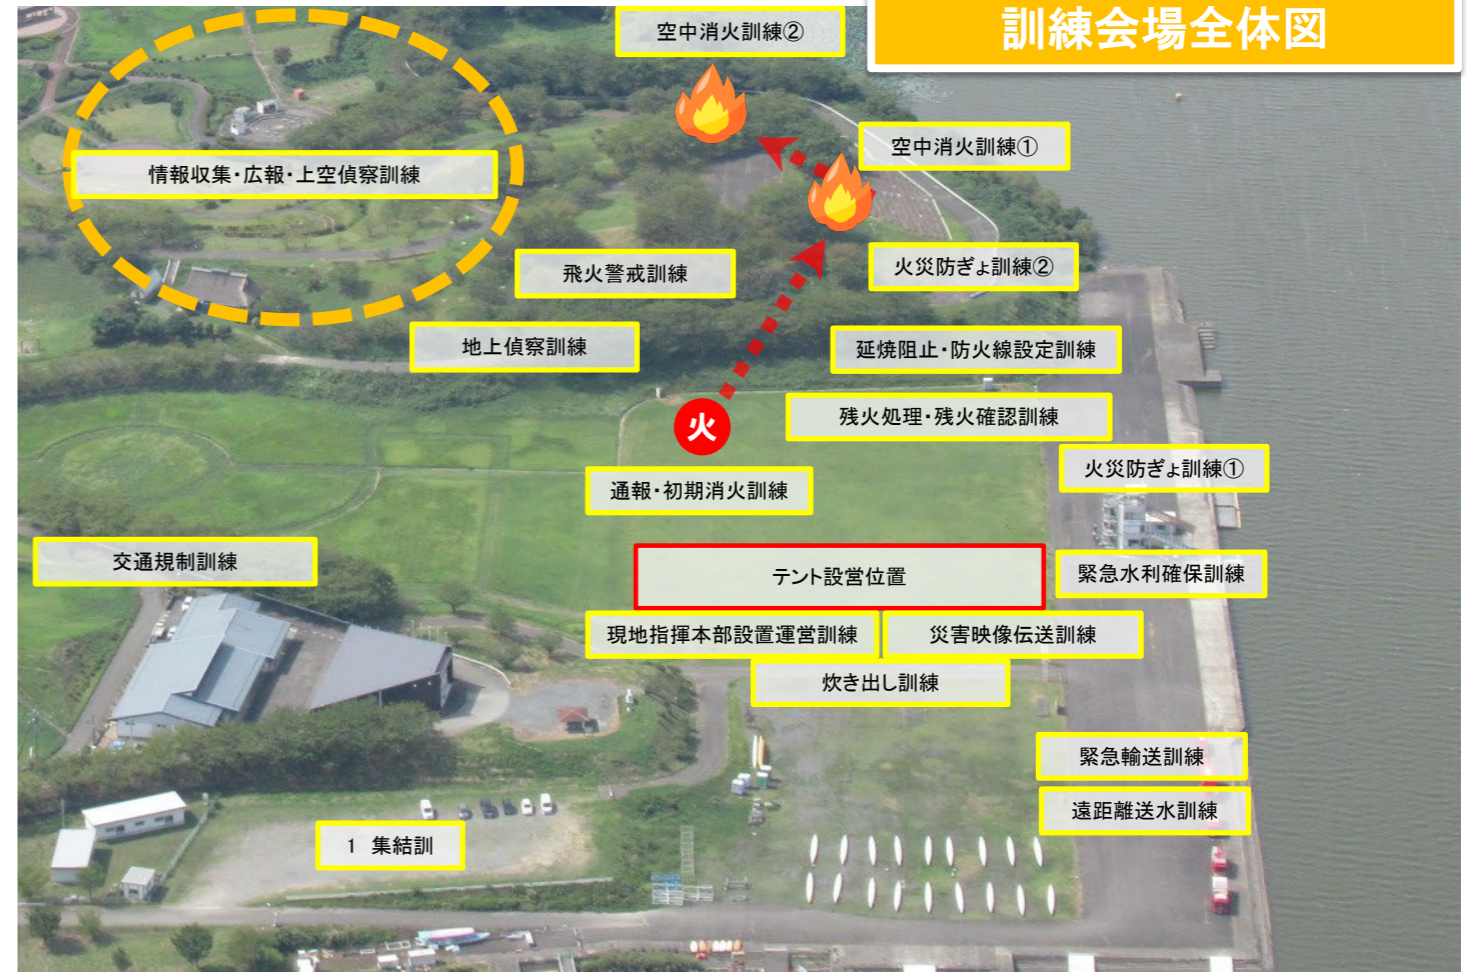 訓練会場全体図
空中消火訓練②
空中消火訓練①
情報収集・広報・上空偵察訓練
飛火警戒訓練
火災防ぎょ訓練②
地上偵察訓練
延焼阻止・防火線設定訓練
残火処理・残火確認訓練
火
火災防ぎょ訓練①
通報・初期消火訓練
交通規制訓練
テント設営位置
緊急水利確保訓練
現地指揮本部設置運営訓練
災害映像伝送訓練
炊き出し訓練
緊急輸送訓練
遠距離送水訓練
1 集結訓